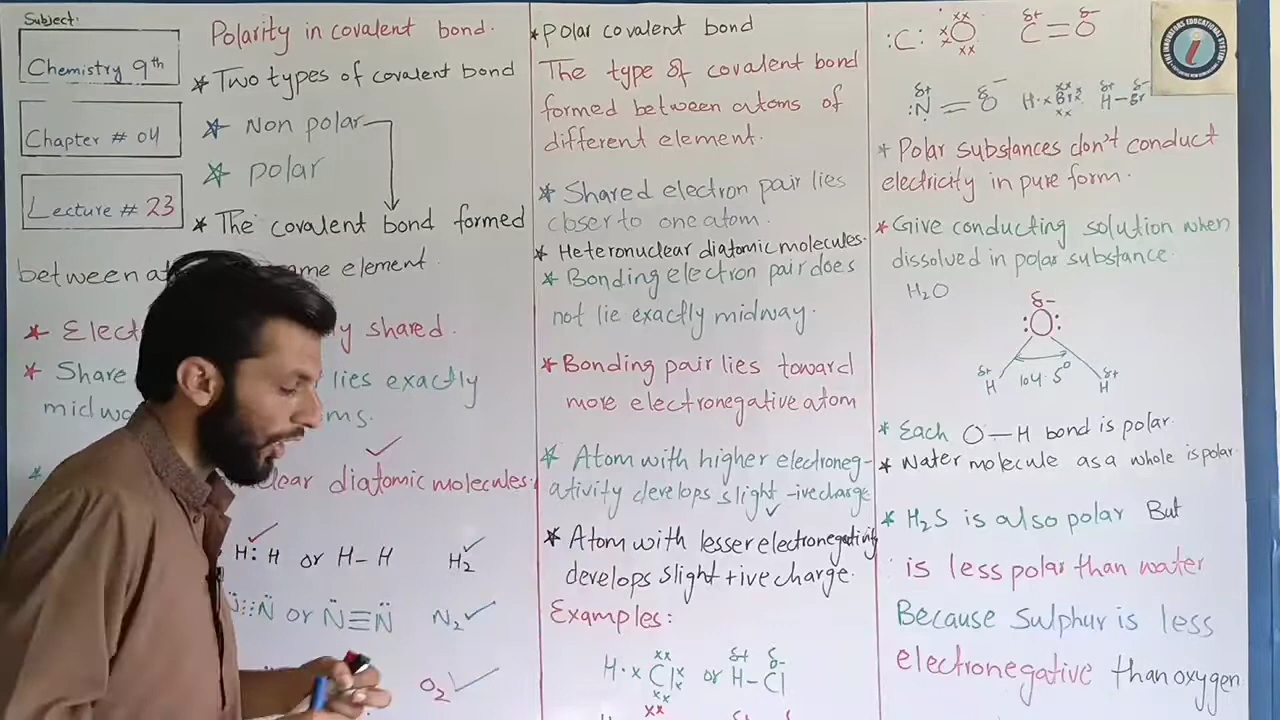 Subject:
Chemistry 9th
Chapter # 04
Lecture # 23
Polarity in covalent bond.
* Two types of covalent bond
* Non polar
* polar
* The covalent bond formed
between ame element.
* Elect y shared.
* Share lies exactly
midw ms.
* clear diatomic molecules.
H:H or H-H H2
N≡N N2
O2
* polar covalent bond
The type of covalent bond
formed between atoms of
different element.
* Shared electron pair lies
closer to one atom.
* Heteronuclear diatomic molecules.
* Bonding electron pair does
not lie exactly midway.
* Bonding pair lies toward
more electronegative atom
* Atom with higher electroneg-
ativity develops slight -ive charge
* Atom with lesser electronegativity
develops slight +ive charge.
Examples:
H·x Cl or H-Cl
δ+ δ-
:C: O C=O
δ+ δ-
:N=O H·x Br H-Br
* Polar substances don't conduct
electricity in pure form.
* Give conducting solution when
dissolved in polar substance.
H2O
δ-
:O:
104.5°
δ+ H δ+ H
* Each O-H bond is polar.
* Water molecule as a whole is polar.
* H2S is also polar But
is less polar than water
Because Sulphur is less
electronegative than oxygen